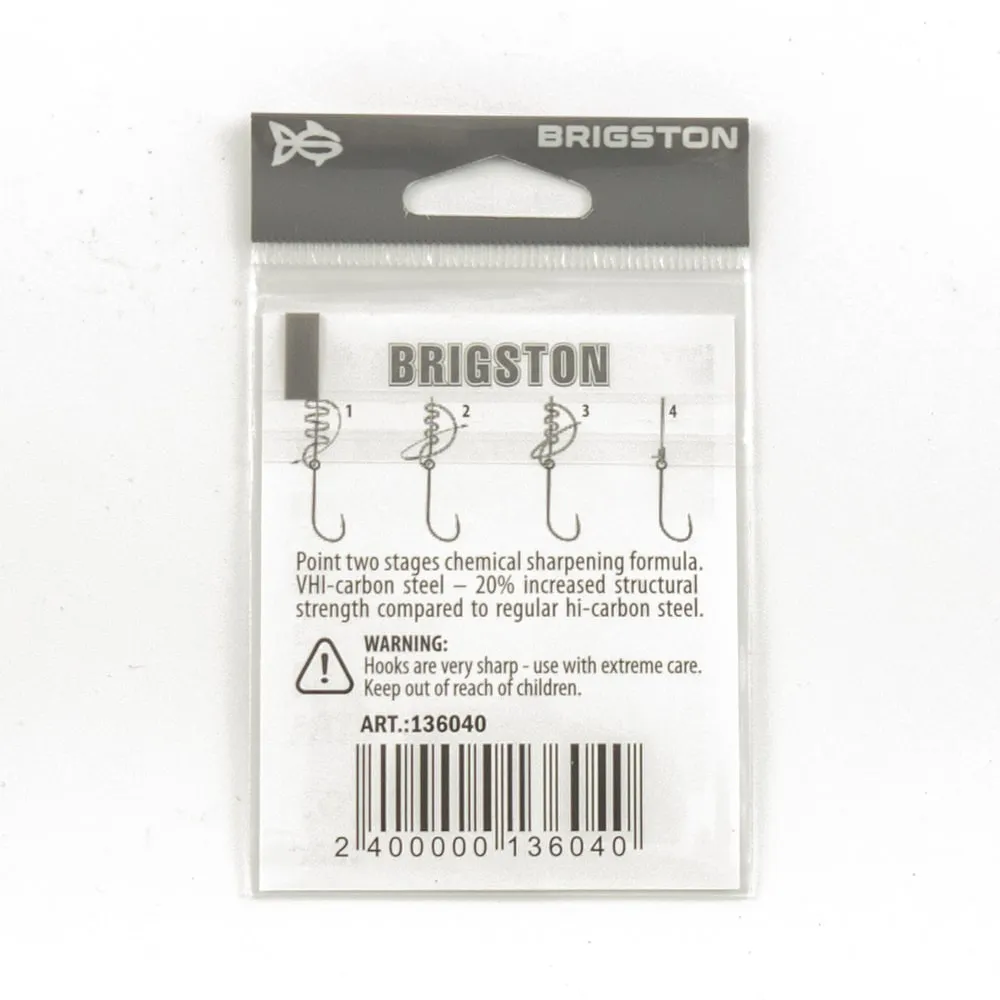 BRIGSTON
BRIGSTON
1 2 3 4
Point two stages chemical sharpening formula.
VHI-carbon steel – 20% increased structural
strength compared to regular hi-carbon steel.
WARNING:
Hooks are very sharp - use with extreme care.
Keep out of reach of children.
ART.:136040
2 400000 136040